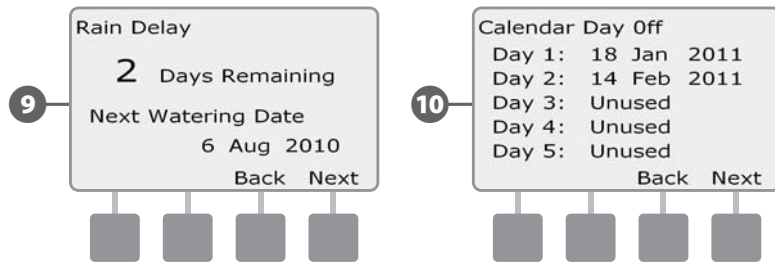 9
Rain Delay
2 Days Remaining
Next Watering Date
6 Aug 2010
Back Next
10
Calendar Day 0ff
Day 1: 18 Jan 2011
Day 2: 14 Feb 2011
Day 3: Unused
Day 4: Unused
Day 5: Unused
Back Next